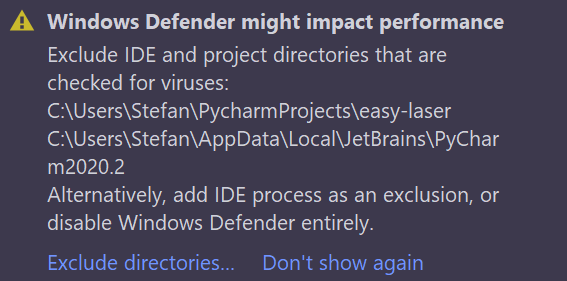 Windows Defender might impact performance
Exclude IDE and project directories that are
checked for viruses:
C:\Users\Stefan\PycharmProjects\easy-laser
C:\Users\Stefan\AppData\Local\JetBrains\PyChar
m2020.2
Alternatively, add IDE process as an exclusion, or
disable Windows Defender entirely.
Exclude directories... Don't show again